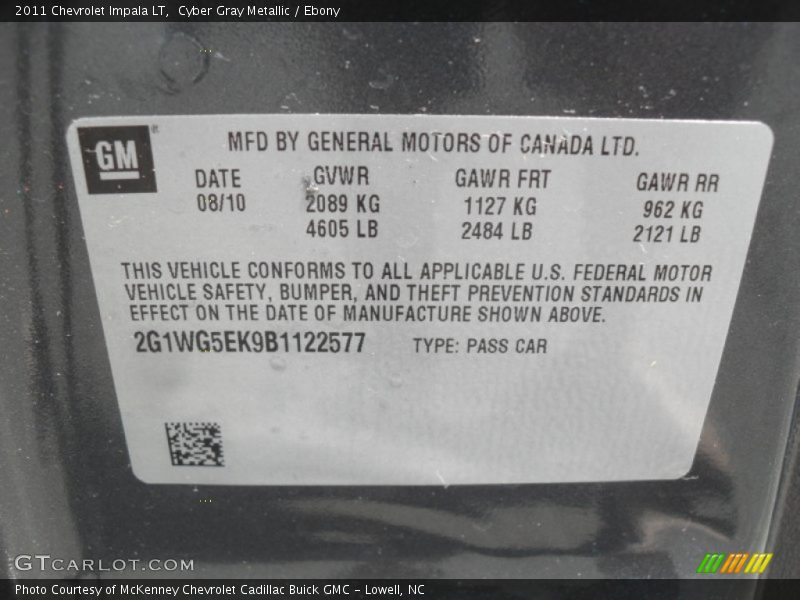 2011 Chevrolet Impala LT, Cyber Gray Metallic / Ebony
GM
®
MFD BY GENERAL MOTORS OF CANADA LTD.
DATE GVWR GAWR FRT GAWR RR
08/10 2089 KG 1127 KG 962 KG
4605 LB 2484 LB 2121 LB
THIS VEHICLE CONFORMS TO ALL APPLICABLE U.S. FEDERAL MOTOR
VEHICLE SAFETY, BUMPER, AND THEFT PREVENTION STANDARDS IN
EFFECT ON THE DATE OF MANUFACTURE SHOWN ABOVE.
2G1WG5EK9B1122577 TYPE: PASS CAR
GTCARLOT.COM
Photo Courtesy of McKenney Chevrolet Cadillac Buick GMC – Lowell, NC